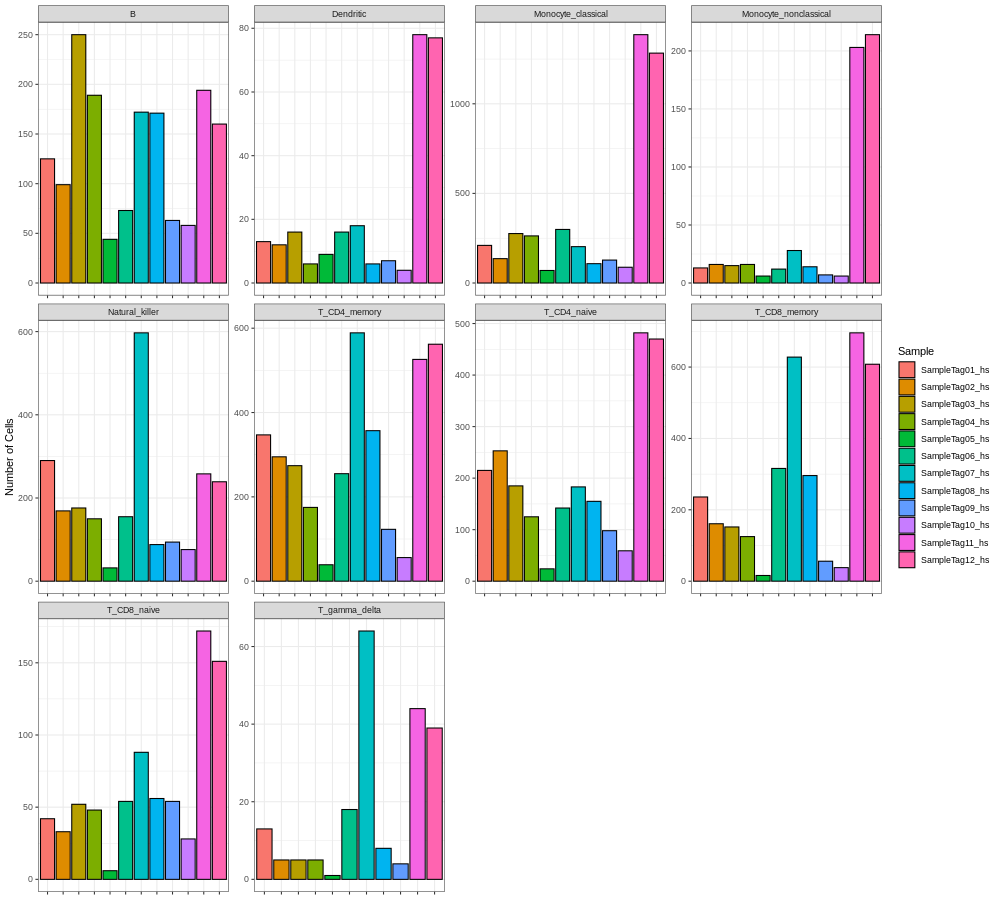 B
Dendritic
Monocyte_classical
Monocyte_nonclassical
250
200
150
100
50
0
80
60
40
20
0
1000
500
0
200
150
100
50
0
Natural_killer
T_CD4_memory
T_CD4_naive
T_CD8_memory
600
400
200
0
600
400
200
0
500
400
300
200
100
0
600
400
200
0
T_CD8_naive
T_gamma_delta
150
100
50
0
60
40
20
0
Number of Cells
Sample
SampleTag01_hs
SampleTag02_hs
SampleTag03_hs
SampleTag04_hs
SampleTag05_hs
SampleTag06_hs
SampleTag07_hs
SampleTag08_hs
SampleTag09_hs
SampleTag10_hs
SampleTag11_hs
SampleTag12_hs